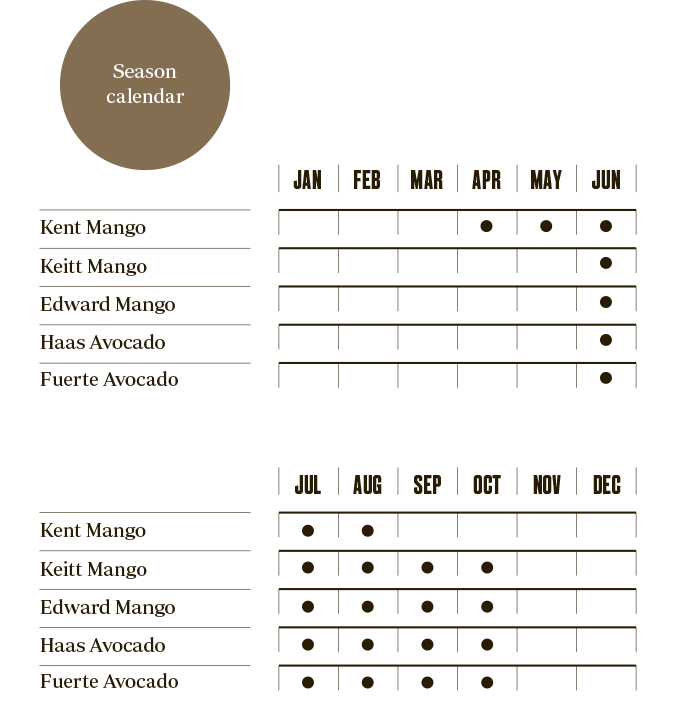 Season
calendar
JAN FEB MAR APR MAY JUN
Kent Mango
Keitt Mango
Edward Mango
Haas Avocado
Fuerte Avocado
JUL AUG SEP OCT NOV DEC
Kent Mango
Keitt Mango
Edward Mango
Haas Avocado
Fuerte Avocado